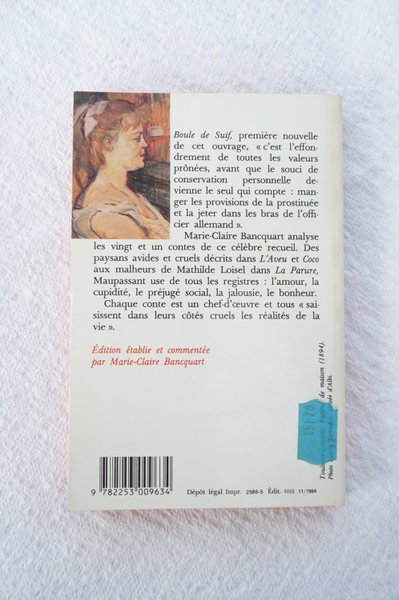 Boule de Suif, première nouvelle
de cet ouvrage, « c'est l'effon-
drement de toutes les valeurs
prônées, avant que le souci de
conservation personnelle de-
vienne le seul qui compte : man-
ger les provisions de la prostituée
et la jeter dans les bras de l'offi-
cier allemand ».
Marie-Claire Bancquart analyse
les vingt et un contes de ce célèbre recueil. Des
paysans avides et cruels décrits dans L'Aveu et Coco
aux malheurs de Mathilde Loisel dans La Parure,
Maupassant use de tous les registres : l'amour, la
cupidité, le préjugé social, la jalousie, le bonheur.
Chaque conte est un chef-d'œuvre et tous « sai-
sissent dans leurs côtés cruels les réalités de la
vie ».
Édition établie et commentée
par Marie-Claire Bancquart
de maison (1894).
Photo
d'Albi.
9 782253 009634
Dépôt légal Impr. 2586-5 Édit. 4660 11/1984